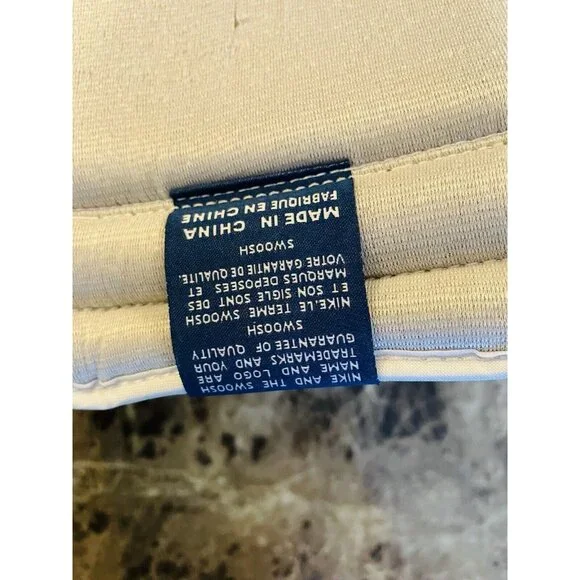 NIKE AND THE SWOOSH
NAME AND LOGO ARE
TRADEMARKS AND YOUR
GUARANTEE OF QUALITY
SWOOSH
NIKE.LE TERME SWOOSH
ET SON SIGLE SONT DES
MARQUES DEPOSEES ET
VOTRE GARANTIE DE QUALITE.
SWOOSH
MADE IN CHINA
FABRIQUE EN CHINE